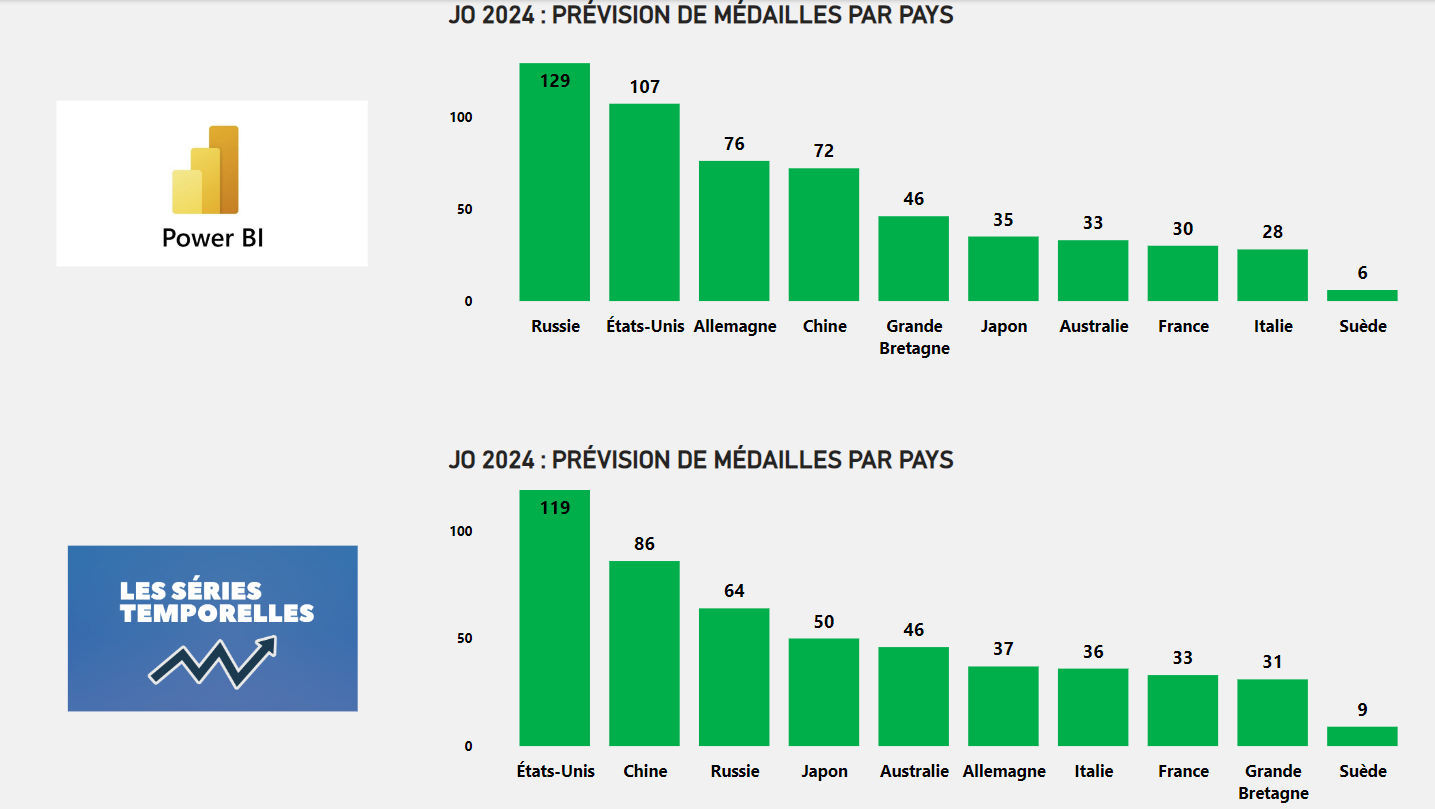 JO 2024 : PRÉVISION DE MÉDAILLES PAR PAYS
129
107
76
72
46
35
33
30
28
6
100
50
0
Russie
États-Unis
Allemagne
Chine
Grande
Bretagne
Japon
Australie
France
Italie
Suède
Power BI
JO 2024 : PRÉVISION DE MÉDAILLES PAR PAYS
119
86
64
50
46
37
36
33
31
9
100
50
0
États-Unis
Chine
Russie
Japon
Australie
Allemagne
Italie
France
Grande
Bretagne
Suède
LES SÉRIES
TEMPORELLES